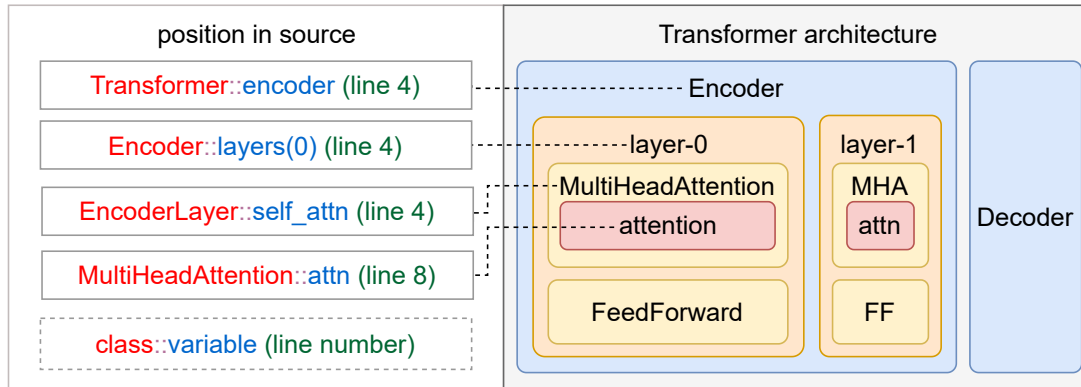 position in source
Transformer::encoder (line 4)
Encoder::layers(0) (line 4)
EncoderLayer::self_attn (line 4)
MultiHeadAttention::attn (line 8)
class::variable (line number)
Transformer architecture
Encoder
layer-0
MultiHeadAttention
attention
FeedForward
layer-1
MHA
attn
FF
Decoder